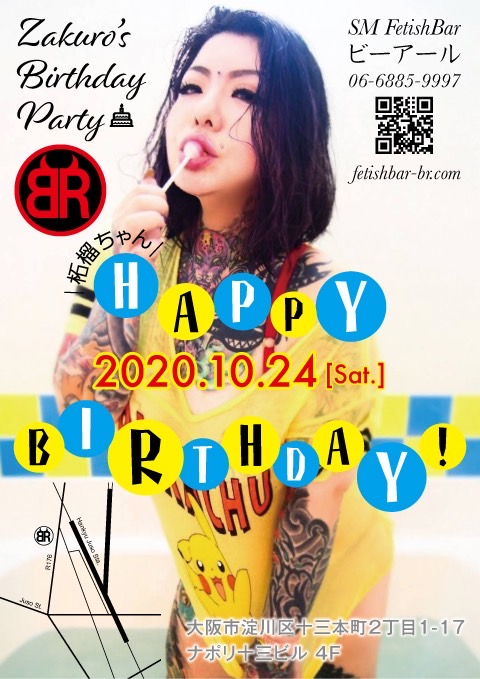 Zakuro's
Birthday
Party
SM FetishBar
ビーアール
06-6885-9997
fetishbar-br.com
BR
\柘榴ちゃん/
HAPPY
2020.10.24 [Sat.]
BIRTHDAY!
PIKACHU
BR
R176
Hankyu Juso Sta.
Juso St.
大阪市淀川区十三本町2丁目1-17
ナポリ十三ビル 4F